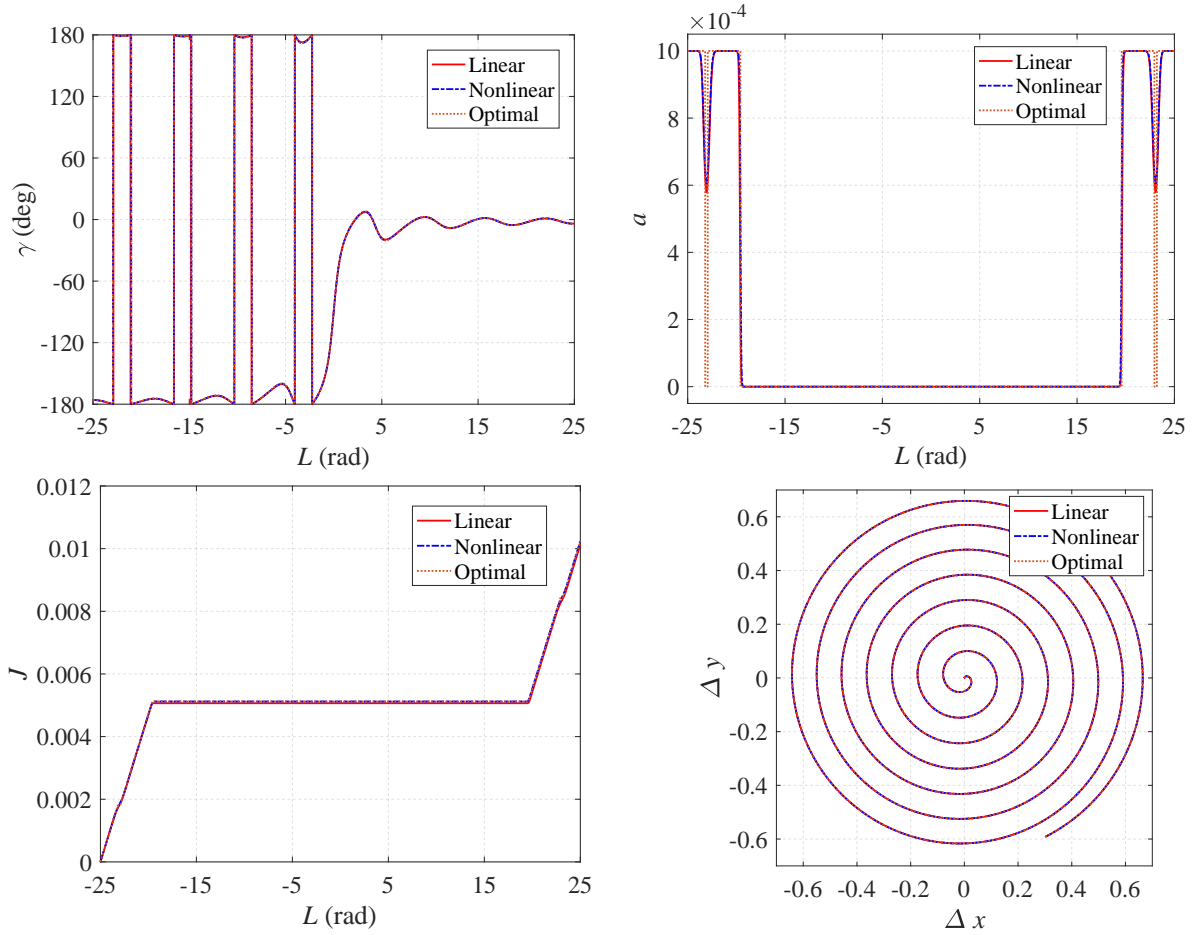 180
120
60
0
-60
-120
-180
γ (deg)
-25 -15 -5 5 15 25
L (rad)
Linear
Nonlinear
Optimal
×10-4
10
8
6
4
2
0
a
-25 -15 -5 5 15 25
L (rad)
Linear
Nonlinear
Optimal
0.012
0.01
0.008
0.006
0.004
0.002
0
J
-25 -15 -5 5 15 25
L (rad)
Linear
Nonlinear
Optimal
0.6
0.4
0.2
0
-0.2
-0.4
-0.6
Δ y
-0.6 -0.4 -0.2 0 0.2 0.4 0.6
Δ x
Linear
Nonlinear
Optimal